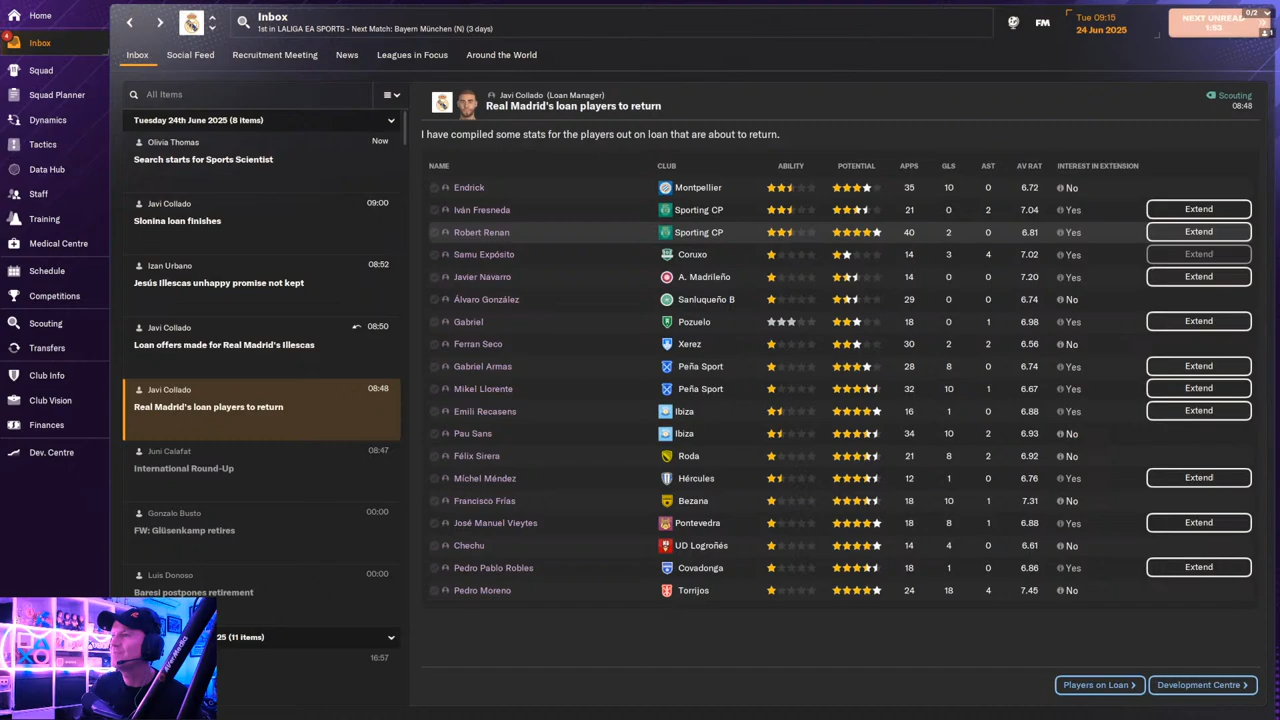 Home
4
Inbox
Squad
Squad Planner
Dynamics
Tactics
Data Hub
Staff
Training
Medical Centre
Schedule
Competitions
Scouting
Transfers
Club Info
Club Vision
Finances
Dev. Centre
Inbox
1st in LALIGA EA SPORTS - Next Match: Bayern München (N) (3 days)
FM
Tue 09:15
24 Jun 2025
NEXT UNREAD
1:53
0/2
1
Inbox Social Feed Recruitment Meeting News Leagues in Focus Around the World
All Items
Tuesday 24th June 2025 (8 items)
Olivia Thomas Now
Search starts for Sports Scientist
Javi Collado 09:00
Slonina loan finishes
Izan Urbano 08:52
Jesús Illescas unhappy promise not kept
Javi Collado 08:50
Loan offers made for Real Madrid's Illescas
Javi Collado 08:48
Real Madrid's loan players to return
Juni Calafat 08:47
International Round-Up
Gonzalo Busto 00:00
FW: Glüsenkamp retires
Luis Donoso 00:00
Baresi postpones retirement
25 (11 items)
16:57
AVerMedia
Javi Collado (Loan Manager)
Real Madrid's loan players to return
Scouting
08:48
I have compiled some stats for the players out on loan that are about to return.
NAME CLUB ABILITY POTENTIAL APPS GLS AST AV RAT INTEREST IN EXTENSION
Endrick Montpellier 35 10 0 6.72 No
Iván Fresneda Sporting CP 21 0 2 7.04 Yes Extend
Robert Renan Sporting CP 40 2 0 6.81 Yes Extend
Samu Expósito Coruxo 14 3 4 7.02 Yes Extend
Javier Navarro A. Madrileño 14 0 0 7.20 Yes Extend
Álvaro González Sanluqueño B 29 0 0 6.74 No
Gabriel Pozuelo 18 0 1 6.98 Yes Extend
Ferran Seco Xerez 30 2 2 6.56 No
Gabriel Armas Peña Sport 28 8 0 6.74 Yes Extend
Mikel Llorente Peña Sport 32 10 1 6.67 Yes Extend
Emili Recasens Ibiza 16 1 0 6.88 Yes Extend
Pau Sans Ibiza 34 10 2 6.93 No
Félix Sirera Roda 21 8 2 6.92 No
Míchel Méndez Hércules 12 1 0 6.76 Yes Extend
Francisco Frías Bezana 18 10 1 7.31 No
José Manuel Vieytes Pontevedra 18 8 1 6.88 Yes Extend
Chechu UD Logroñés 14 4 0 6.61 No
Pedro Pablo Robles Covadonga 18 1 0 6.86 Yes Extend
Pedro Moreno Torrijos 24 18 4 7.45 No
Players on Loan Development Centre